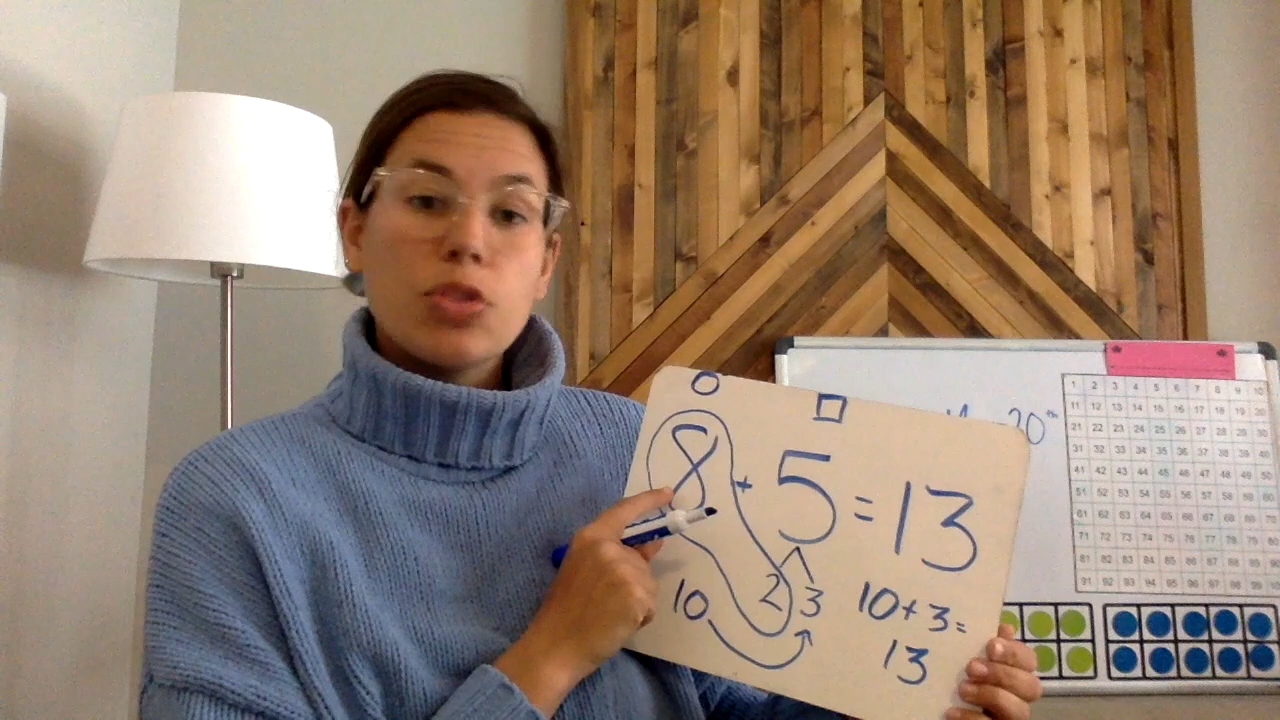 8 + 5 = 13
2 3
10
10 + 3 =
13
20th
1 2 3 4 5 6 7 8 9 10
11 12 13 14 15 16 17 18 19 20
21 22 23 24 25 26 27 28 29 30
31 32 33 34 35 36 37 38 39 40
41 42 43 44 45 46 47 48 49 50
51 52 53 54 55 56 57 58 59 60
61 62 63 64 65 66 67 68 69 70
71 72 73 74 75 76 77 78 79 80
81 82 83 84 85 86 87 88 89 90
91 92 93 94 95 96 97 98 99